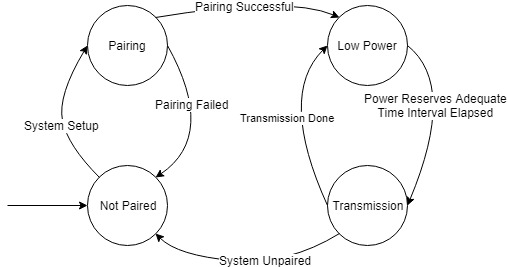 Pairing Successful
Pairing
Low Power
Pairing Failed
Power Reserves Adequate
Time Interval Elapsed
System Setup
Transmission Done
Not Paired
Transmission
System Unpaired